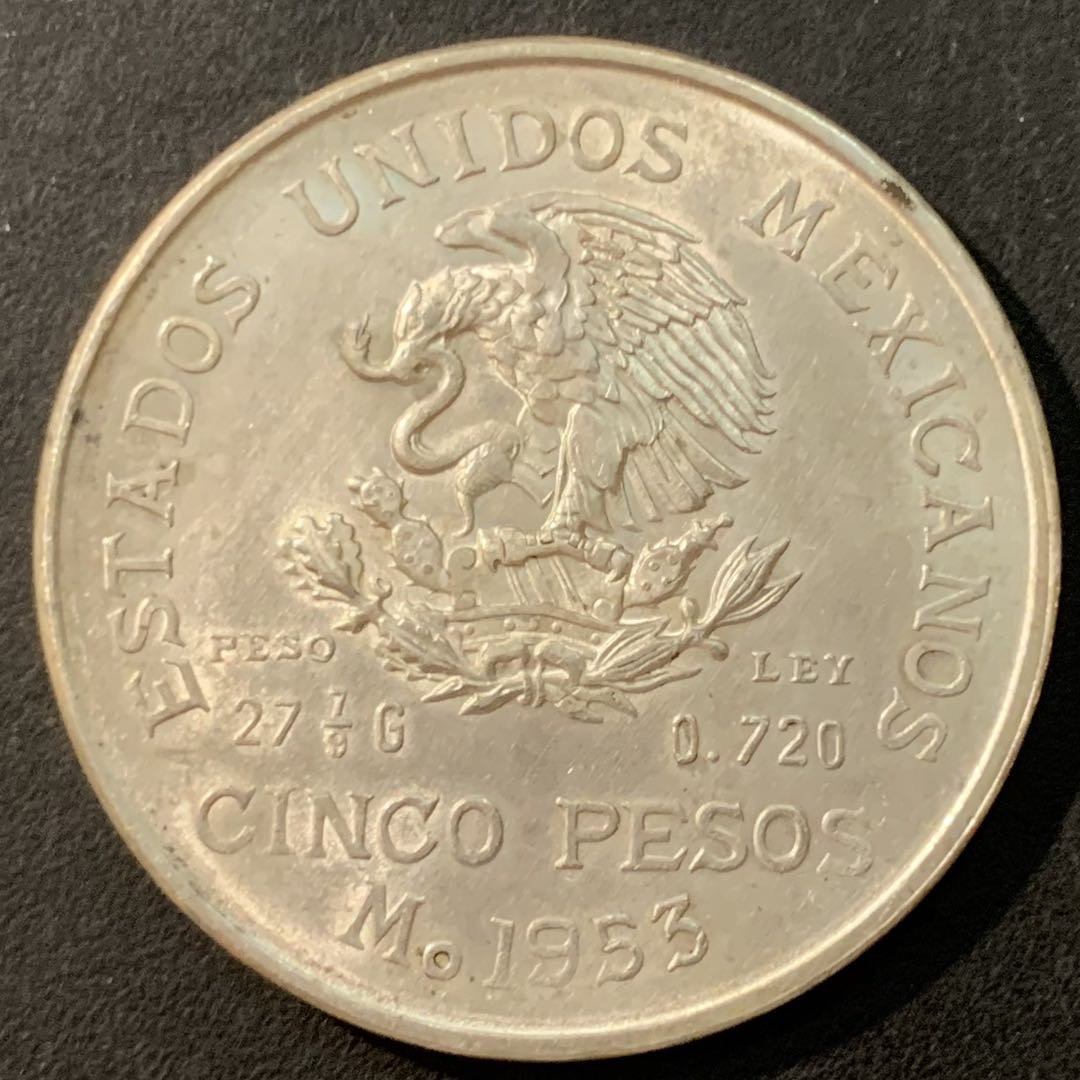 ESTADOS UNIDOS MEXICANOS
PESO
27 7/9 G
LEY
0.720
CINCO PESOS
Mo 1953